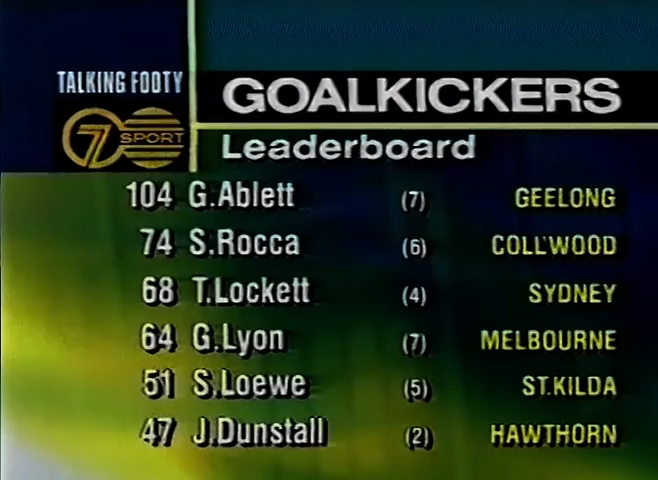 TALKING FOOTY
7 SPORT
GOALKICKERS
Leaderboard
104 G.Ablett (7) GEELONG
74 S.Rocca (6) COLL'WOOD
68 T.Lockett (4) SYDNEY
64 G.Lyon (7) MELBOURNE
51 S.Loewe (5) ST.KILDA
47 J.Dunstall (2) HAWTHORN